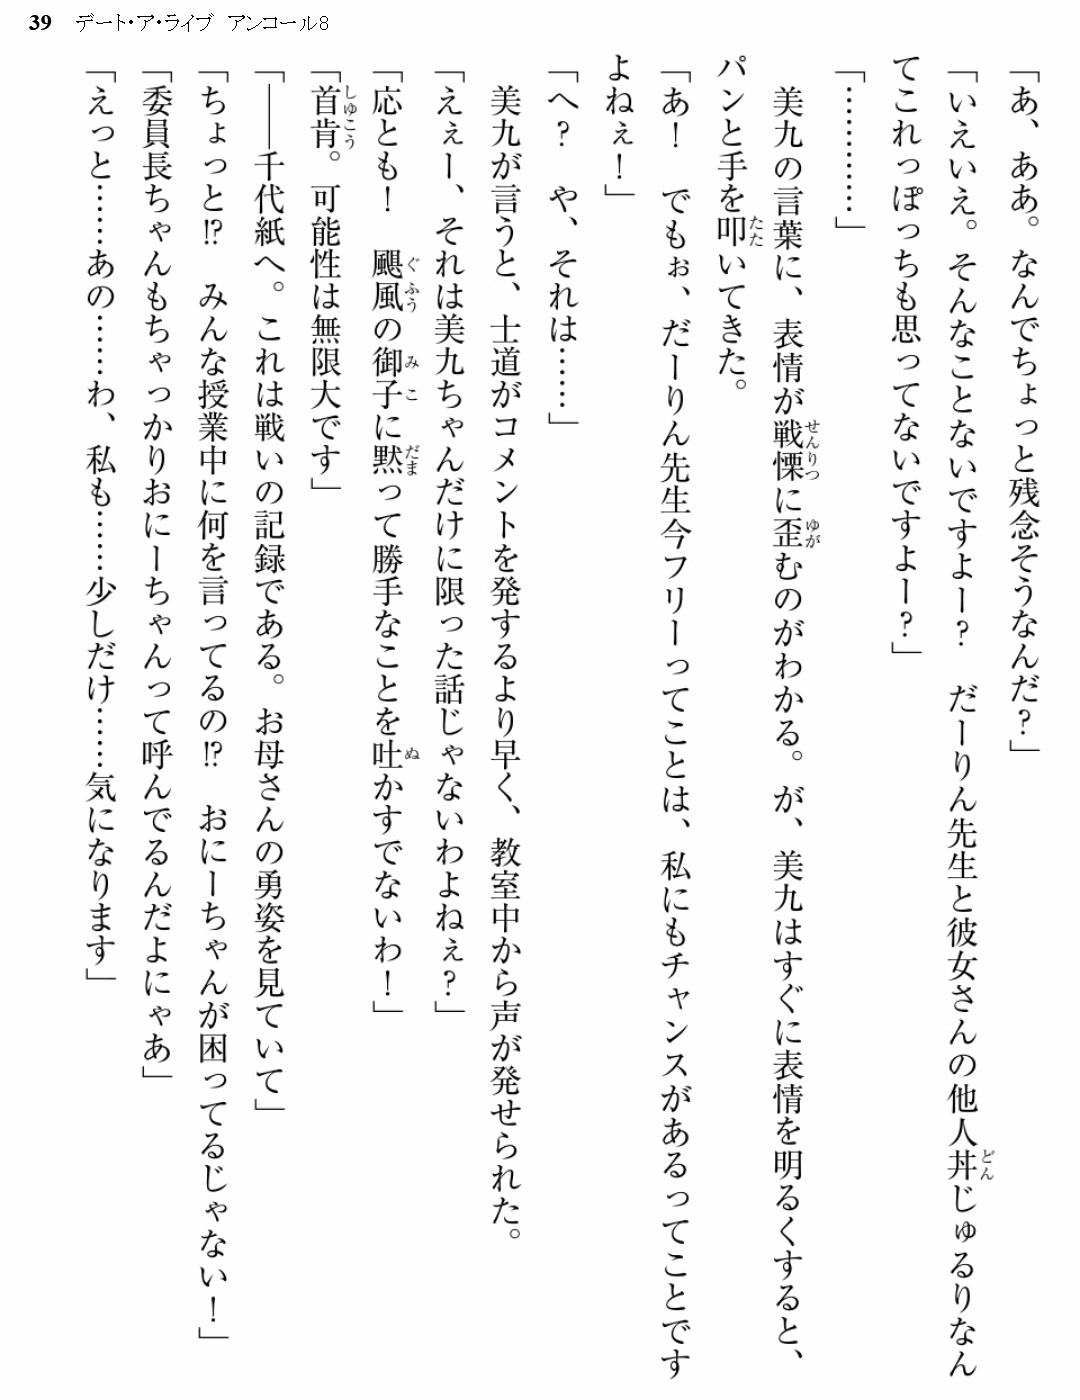 39 デート・ア・ライブ アンコール8
「あ、ああ。なんでちょっと残念そうなんだ?」
「いえいえ。そんなことないですよー? だーりん先生と彼女さんの他人丼じゅるりなん
てこれっぽっちも思ってないですよー?」
「…………」
美九の言葉に、表情が戦慄に歪むのがわかる。が、美九はすぐに表情を明るくすると、
パンと手を叩いてきた。
「あ! でもぉ、だーりん先生今フリーってことは、私にもチャンスがあるってことです
よねぇ!」
「へ? や、それは……」
美九が言うと、士道がコメントを発するより早く、教室中から声が発せられた。
「えぇー、それは美九ちゃんだけに限った話じゃないわよねぇ?」
「応とも! 颶風の御子に黙って勝手なことを吐かすでないわ!」
「首肯。可能性は無限大です」
「――千代紙へ。これは戦いの記録である。お母さんの勇姿を見ていて」
「ちょっと!? みんな授業中に何を言ってるの!? おにーちゃんが困ってるじゃない!」
「委員長ちゃんもちゃっかりおにーちゃんって呼んでるんだよにゃあ」
「えっと……あの……わ、私も……少しだけ……気になります」